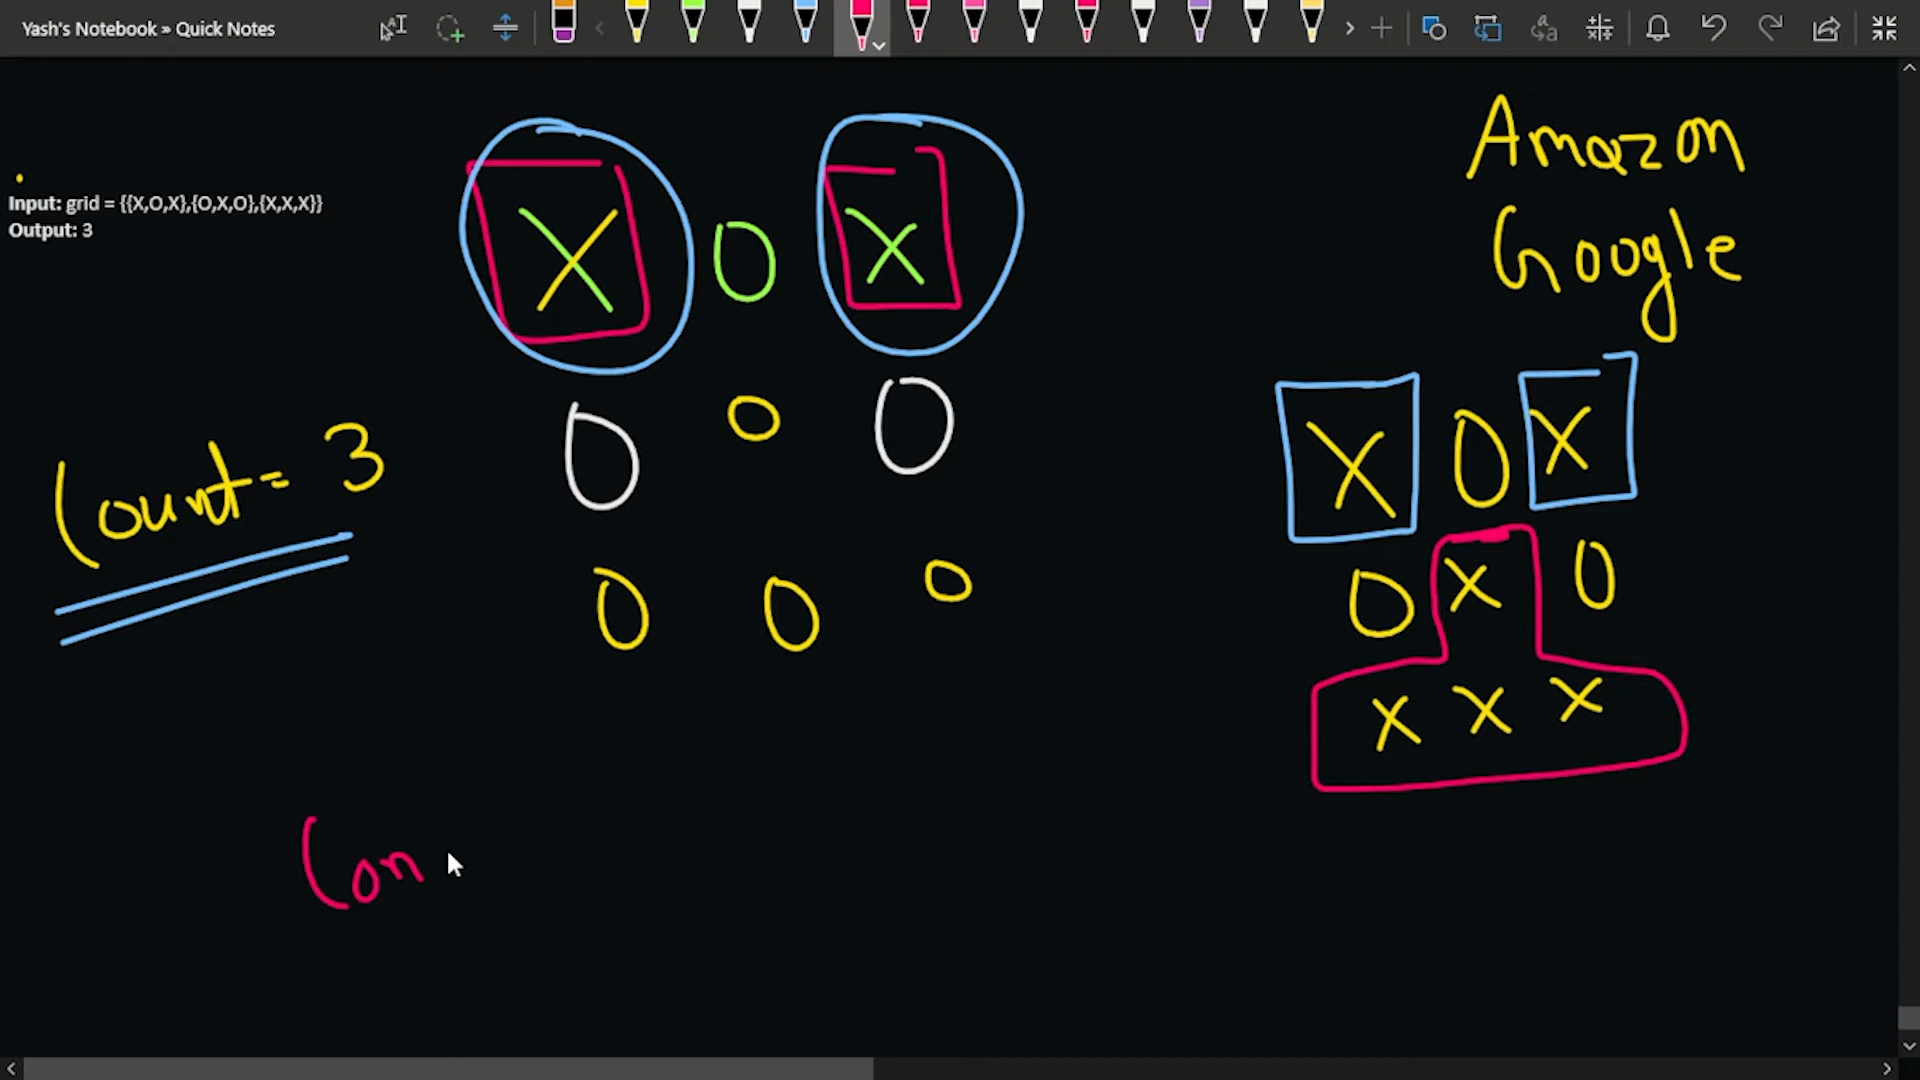 Yash's Notebook » Quick Notes
Input: grid = {{X,O,X},{O,X,O},{X,X,X}}
Output: 3
X O X
O O O
O O O
Count = 3
Con
Amazon
Google
X O X
O X O
X X X